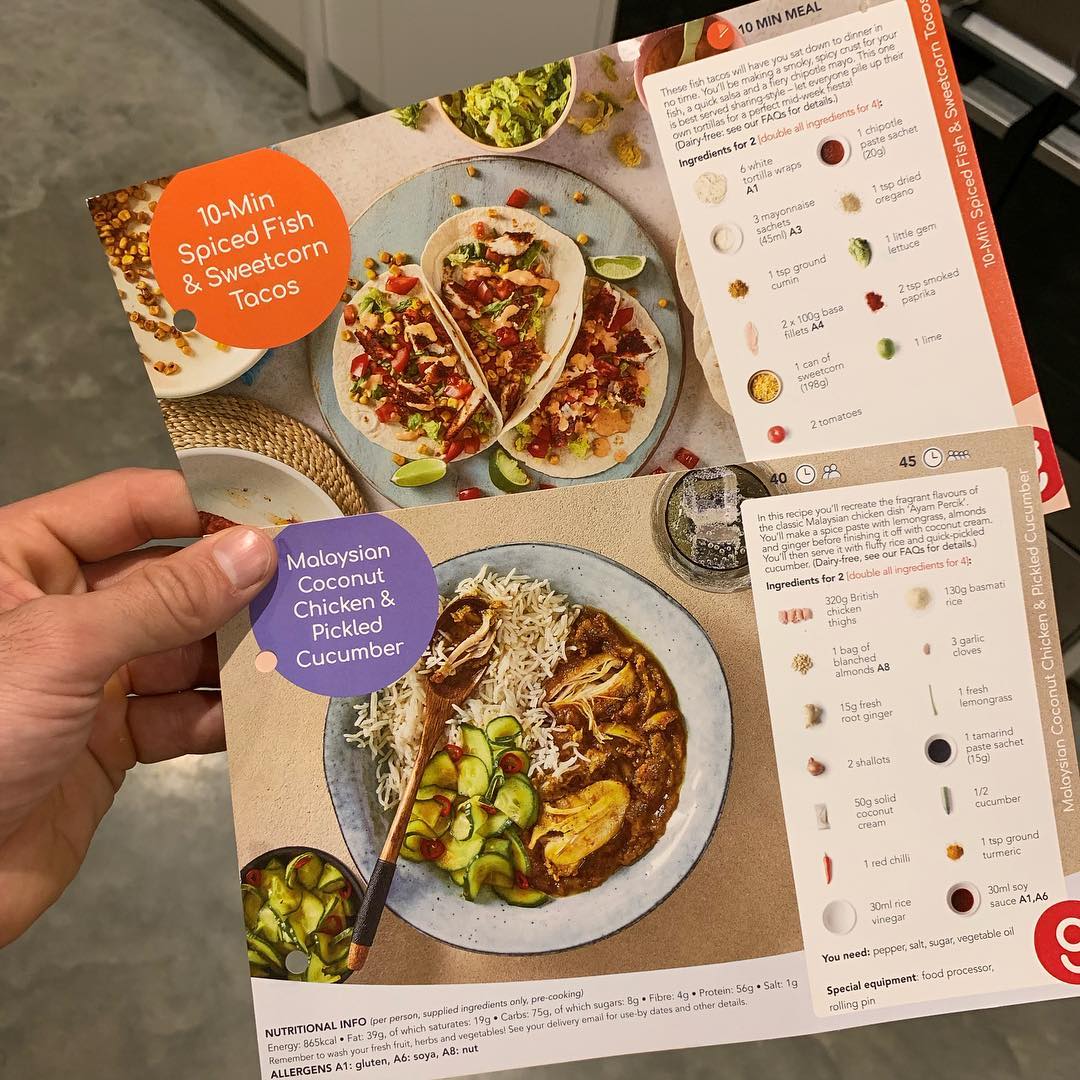 10 MIN MEAL
These fish tacos will have you sat down to dinner in
no time. You'll be making a smoky, spicy crust for your
fish, a quick salsa and a fiery chipotle mayo. This one
is best served sharing-style – let everyone pile up their
own tortillas for a perfect mid-week fiesta!
(Dairy-free: see our FAQs for details.)
Ingredients for 2 [double all ingredients for 4]:
6 white
tortilla wraps
A1
3 mayonnaise
sachets
(45ml) A3
1 tsp ground
cumin
2 x 100g basa
fillets A4
1 can of
sweetcorn
(198g)
2 tomatoes
1 chipotle
paste sachet
(20g)
1 tsp dried
oregano
1 little gem
lettuce
2 tsp smoked
paprika
1 lime
10-Min Spiced Fish & Sweetcorn Tacos
10-Min
Spiced Fish
& Sweetcorn
Tacos
40
45
In this recipe you'll recreate the fragrant flavours of
the classic Malaysian chicken dish 'Ayam Percik'.
You'll make a spice paste with lemongrass, almonds
and ginger before finishing it off with coconut cream.
You'll then serve it with fluffy rice and quick-pickled
cucumber. (Dairy-free, see our FAQs for details.)
Ingredients for 2 [double all ingredients for 4]:
320g British
chicken
thighs
1 bag of
blanched
almonds A8
15g fresh
root ginger
2 shallots
50g solid
coconut
cream
1 red chilli
30ml rice
vinegar
130g basmati
rice
3 garlic
cloves
1 fresh
lemongrass
1 tamarind
paste sachet
(15g)
1/2
cucumber
1 tsp ground
turmeric
30ml soy
sauce A1,A6
You need: pepper, salt, sugar, vegetable oil
Special equipment: food processor,
rolling pin
Malaysian Coconut Chicken & Pickled Cucumber
g
Malaysian
Coconut
Chicken &
Pickled
Cucumber
NUTRITIONAL INFO (per person, supplied ingredients only, pre-cooking)
Energy: 865kcal • Fat: 39g, of which saturates: 19g • Carbs: 75g, of which sugars: 8g • Fibre: 4g • Protein: 56g • Salt: 1g
Remember to wash your fresh fruit, herbs and vegetables! See your delivery email for use-by dates and other details.
ALLERGENS A1: gluten, A6: soya, A8: nut